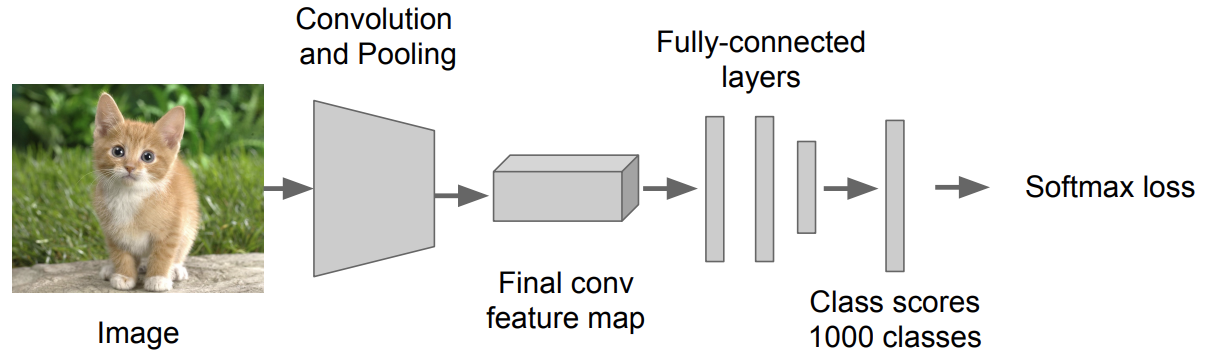 Convolution
and Pooling
Fully-connected
layers
Softmax loss
Final conv
feature map
Class scores
1000 classes
Image